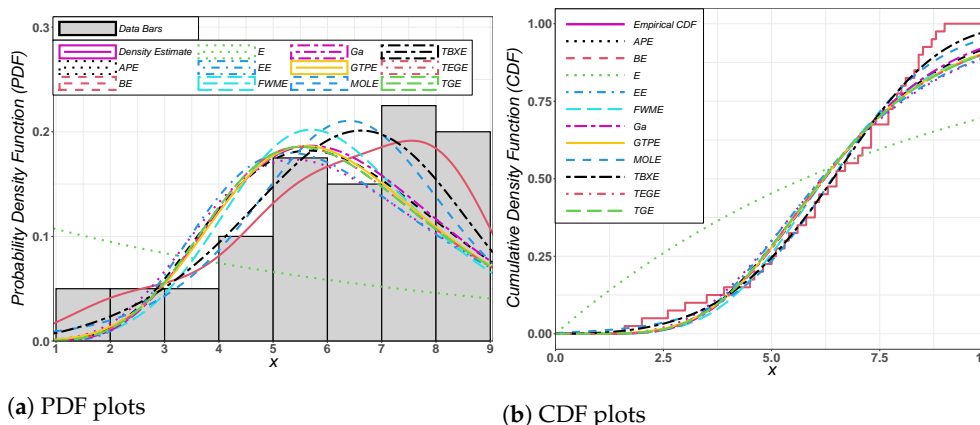 0.3
0.2
0.1
0.0
Probability Density Function (PDF)
Data Bars
Density Estimate
E
Ga
TBXE
APE
EE
GTPE
TEGE
BE
FWME
MOLE
TGE
1 2 3 4 5 6 7 8 9
x
(a) PDF plots
1.00
0.75
0.50
0.25
0.00
Cumulative Density Function (CDF)
Empirical CDF
APE
BE
E
EE
FWME
Ga
GTPE
MOLE
TBXE
TEGE
TGE
0.0 2.5 5.0 7.5
x
(b) CDF plots